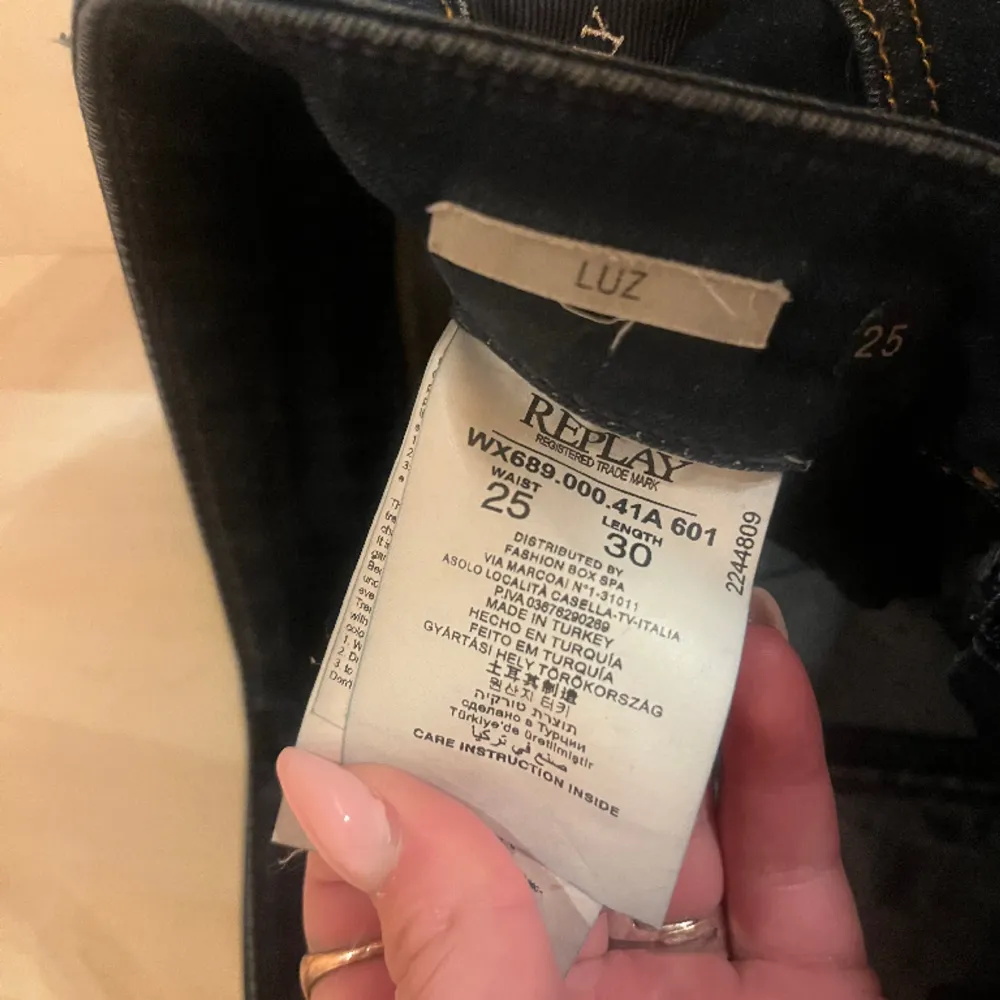 LUZ
25
REPLAY
REGISTERED TRADE MARK
WX689.000.41A 601
WAIST
25
LENGTH
30
2244809
DISTRIBUTED BY
FASHION BOX SPA
VIA MARCOAI N°1-31011
ASOLO LOCALITÀ CASELLA-TV-ITALIA
P.IVA 03676290269
MADE IN TURKEY
HECHO EN TURQUÍA
FEITO EM TURQUÍA
GYÁRTÁSI HELY TÖRÖKORSZÁG
土耳其制造
원산지 터키
תוצרת טורקיה
сделано в Турции
Türkiye'de üretilmiştir
صنع في تركيا
CARE INSTRUCTION INSIDE